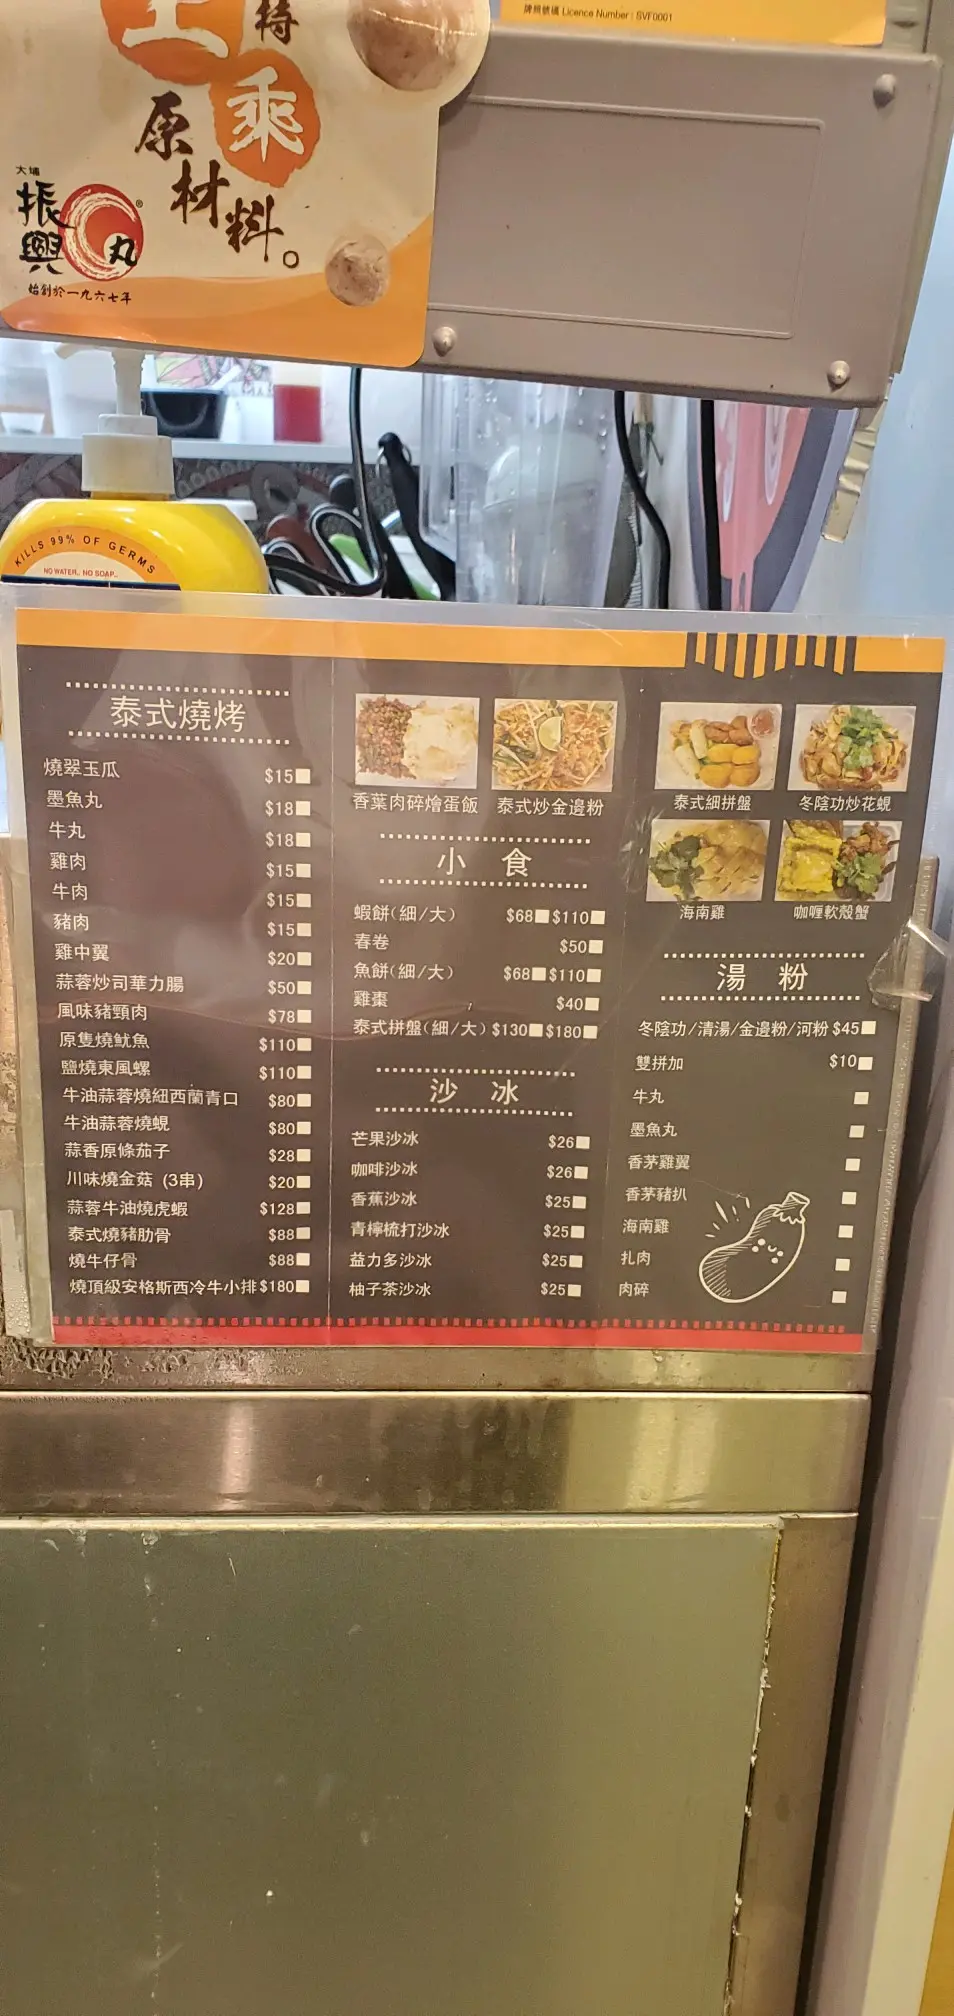 牌照號碼 Licence Number : SVF0001
乘
原材料。
大埔
振興
丸
®
始創於一九六七年
KILLS 99% OF GERMS
NO WATER.. NO SOAP..
泰式燒烤
燒翠玉瓜 $15
墨魚丸 $18
牛丸 $18
雞肉 $15
牛肉 $15
豬肉 $15
雞中翼 $20
蒜蓉炒司華力腸 $50
風味豬頸肉 $78
原隻燒魷魚 $110
鹽燒東風螺 $110
牛油蒜蓉燒紐西蘭青口 $80
牛油蒜蓉燒蜆 $80
蒜香原條茄子 $28
川味燒金菇 (3串) $20
蒜蓉牛油燒虎蝦 $128
泰式燒豬肋骨 $88
燒牛仔骨 $88
燒頂級安格斯西冷牛小排 $180
香葉肉碎燴蛋飯 泰式炒金邊粉
小 食
蝦餅(細/大) $68 $110
春卷 $50
魚餅(細/大) $68 $110
雞棗 $40
泰式拼盤(細/大) $130 $180
沙 冰
芒果沙冰 $26
咖啡沙冰 $26
香蕉沙冰 $25
青檸梳打沙冰 $25
益力多沙冰 $25
柚子茶沙冰 $25
泰式細拼盤 冬陰功炒花蜆
海南雞 咖喱軟殼蟹
湯 粉
冬陰功/清湯/金邊粉/河粉 $45
雙拼加 $10
牛丸
墨魚丸
香茅雞翼
香茅豬扒
海南雞
扎肉
肉碎